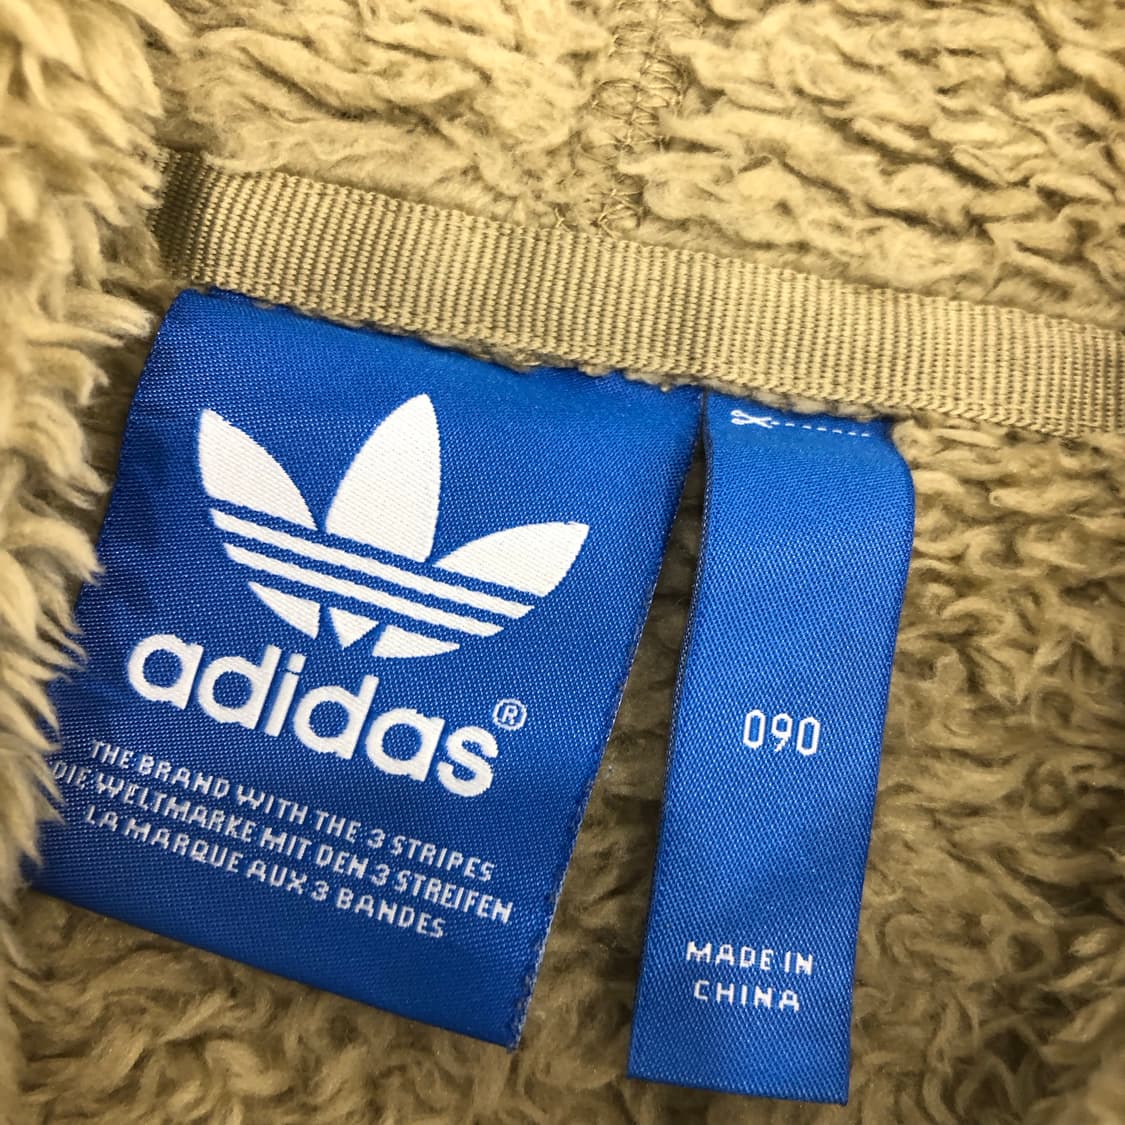 adidas®
THE BRAND WITH THE 3 STRIPES
DIE WELTMARKE MIT DEN 3 STREIFEN
LA MARQUE AUX 3 BANDES
090
MADE IN
CHINA